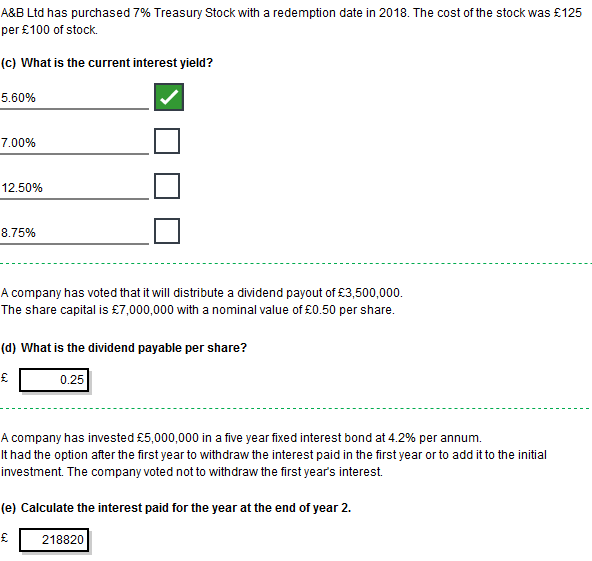 A&B Ltd has purchased 7% Treasury Stock with a redemption date in 2018. The cost of the stock was £125
per £100 of stock.
(c) What is the current interest yield?
5.60%
7.00%
12.50%
8.75%
A company has voted that it will distribute a dividend payout of £3,500,000.
The share capital is £7,000,000 with a nominal value of £0.50 per share.
(d) What is the dividend payable per share?
£ 0.25
A company has invested £5,000,000 in a five year fixed interest bond at 4.2% per annum.
It had the option after the first year to withdraw the interest paid in the first year or to add it to the initial
investment. The company voted not to withdraw the first year's interest.
(e) Calculate the interest paid for the year at the end of year 2.
£ 218820